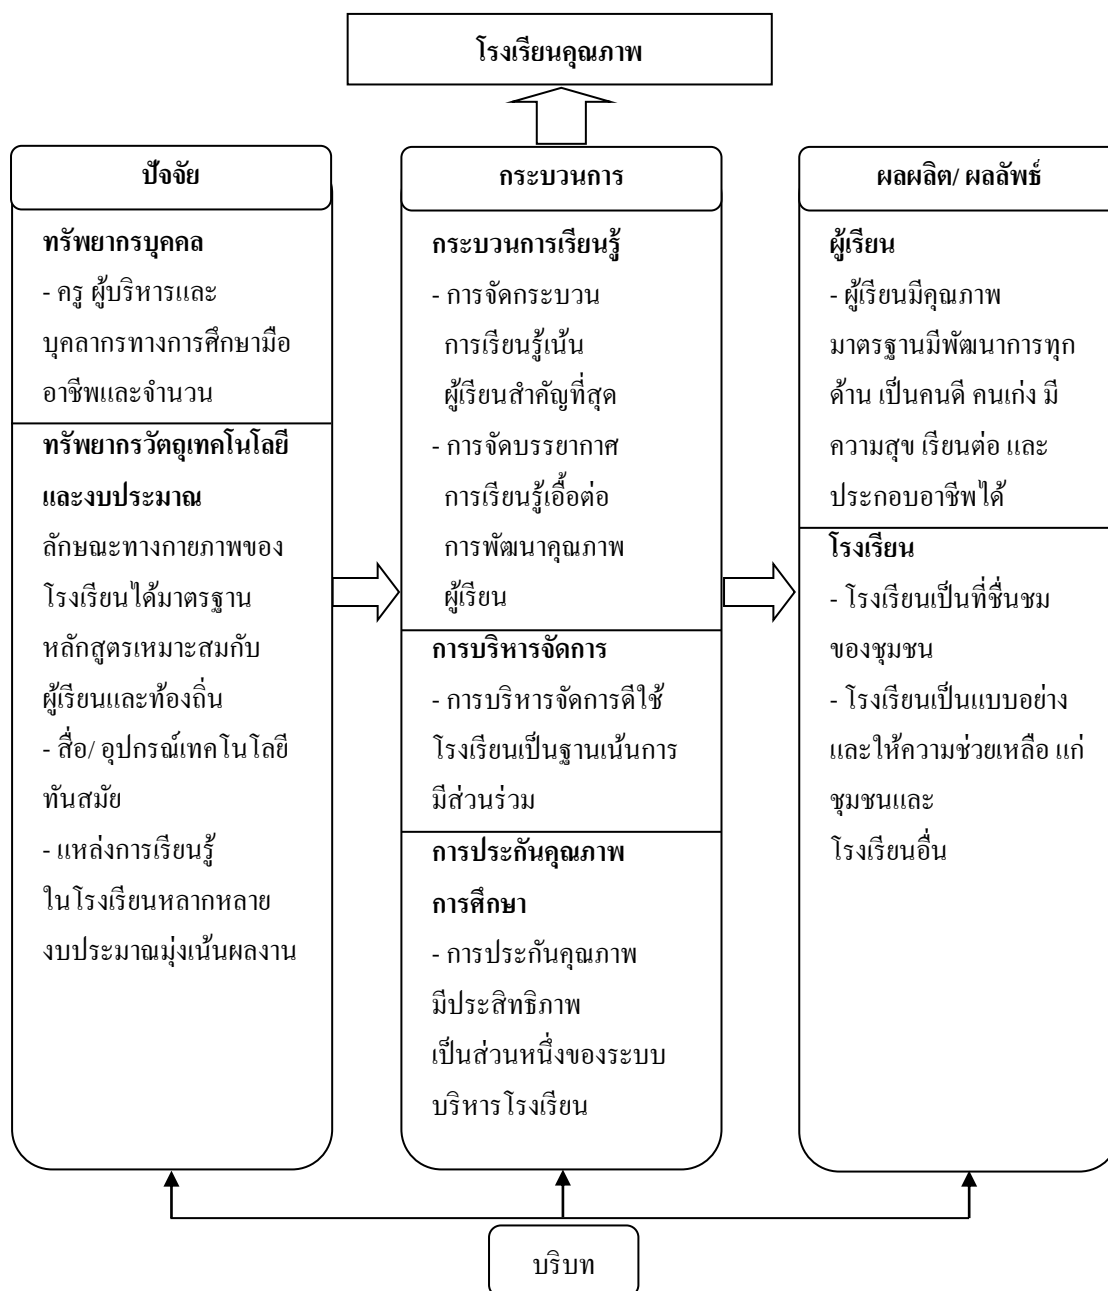 โรงเรียนคุณภาพ
ปัจจัย
ทรัพยากรบุคคล
- ครู ผู้บริหารและ
บุคลากรทางการศึกษามือ
อาชีพและจำนวน
ทรัพยากรวัตถุเทคโนโลยี
และงบประมาณ
ลักษณะทางกายภาพของ
โรงเรียนได้มาตรฐาน
หลักสูตรเหมาะสมกับ
ผู้เรียนและท้องถิ่น
- สื่อ/ อุปกรณ์เทคโนโลยี
ทันสมัย
- แหล่งการเรียนรู้
ในโรงเรียนหลากหลาย
งบประมาณมุ่งเน้นผลงาน
กระบวนการ
กระบวนการเรียนรู้
- การจัดกระบวน
การเรียนรู้เน้น
ผู้เรียนสำคัญที่สุด
- การจัดบรรยากาศ
การเรียนรู้เอื้อต่อ
การพัฒนาคุณภาพ
ผู้เรียน
การบริหารจัดการ
- การบริหารจัดการดีใช้
โรงเรียนเป็นฐานเน้นการ
มีส่วนร่วม
การประกันคุณภาพ
การศึกษา
- การประกันคุณภาพ
มีประสิทธิภาพ
เป็นส่วนหนึ่งของระบบ
บริหารโรงเรียน
ผลผลิต/ ผลลัพธ์
ผู้เรียน
- ผู้เรียนมีคุณภาพ
มาตรฐานมีพัฒนาการทุก
ด้าน เป็นคนดี คนเก่ง มี
ความสุข เรียนต่อ และ
ประกอบอาชีพได้
โรงเรียน
- โรงเรียนเป็นที่ชื่นชม
ของชุมชน
- โรงเรียนเป็นแบบอย่าง
และให้ความช่วยเหลือ แก่
ชุมชนและ
โรงเรียนอื่น
บริบท